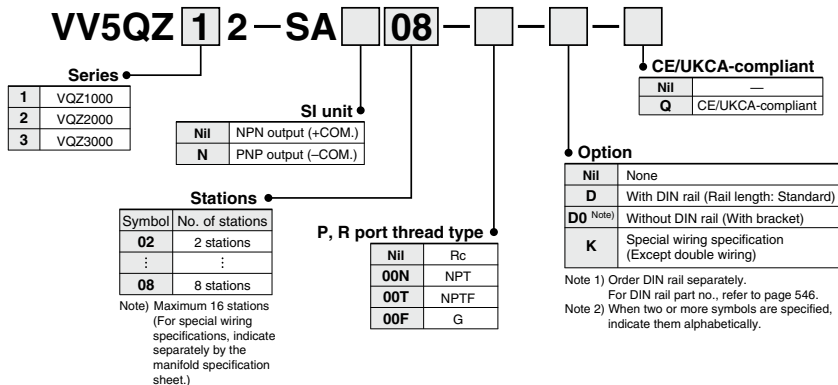 VV5QZ 1 2 — SA 08 — — —
Series
1 VQZ1000
2 VQZ2000
3 VQZ3000
SI unit
Nil NPN output (+COM.)
N PNP output (–COM.)
Stations
Symbol No. of stations
02 2 stations
⋮ ⋮
08 8 stations
Note) Maximum 16 stations
(For special wiring
specifications, indicate
separately by the
manifold specification
sheet.)
P, R port thread type
Nil Rc
00N NPT
00T NPTF
00F G
CE/UKCA-compliant
Nil —
Q CE/UKCA-compliant
Option
Nil None
D With DIN rail (Rail length: Standard)
D0 Note) Without DIN rail (With bracket)
K Special wiring specification
(Except double wiring)
Note 1) Order DIN rail separately.
For DIN rail part no., refer to page 546.
Note 2) When two or more symbols are specified,
indicate them alphabetically.